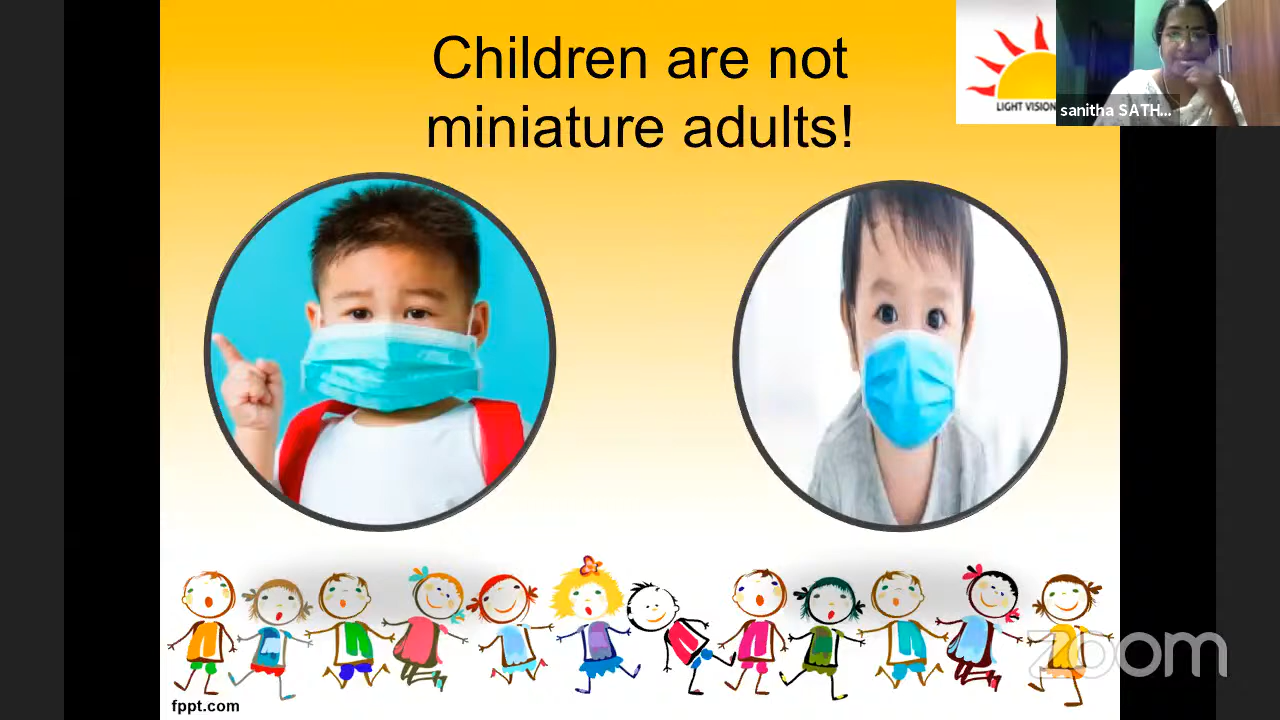 Children are not
miniature adults!
LIGHT VISION
sanitha SATH...
zoom
fppt.com